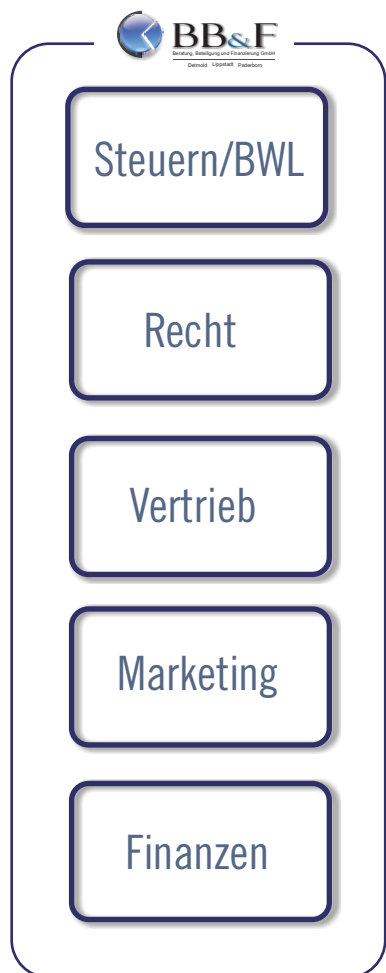 BB&F
Beratung, Beteiligung und Finanzierung GmbH
Detmold Lippstadt Paderborn
Steuern/BWL
Recht
Vertrieb
Marketing
Finanzen